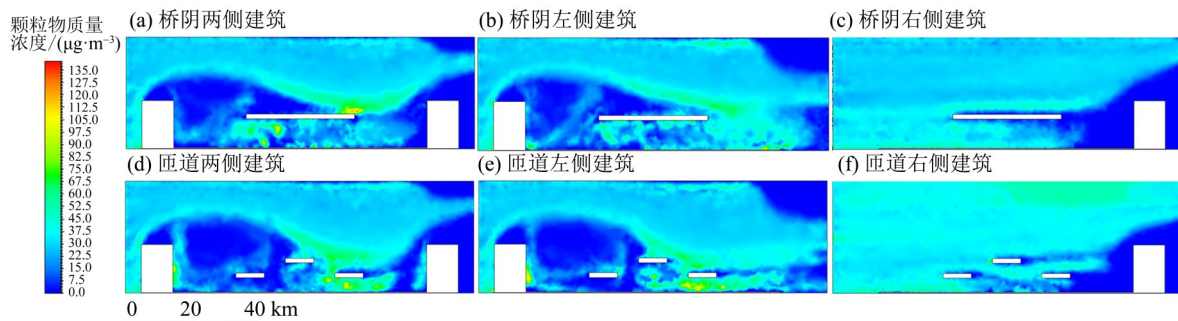 颗粒物质量
浓度/(μg·m⁻³)
135.0
127.5
120.0
112.5
105.0
97.5
90.0
82.5
75.0
67.5
60.0
52.5
45.0
37.5
30.0
22.5
15.0
7.5
0.0
(a) 桥阴两侧建筑
(b) 桥阴左侧建筑
(c) 桥阴右侧建筑
(d) 匝道两侧建筑
(e) 匝道左侧建筑
(f) 匝道右侧建筑
0 20 40 km